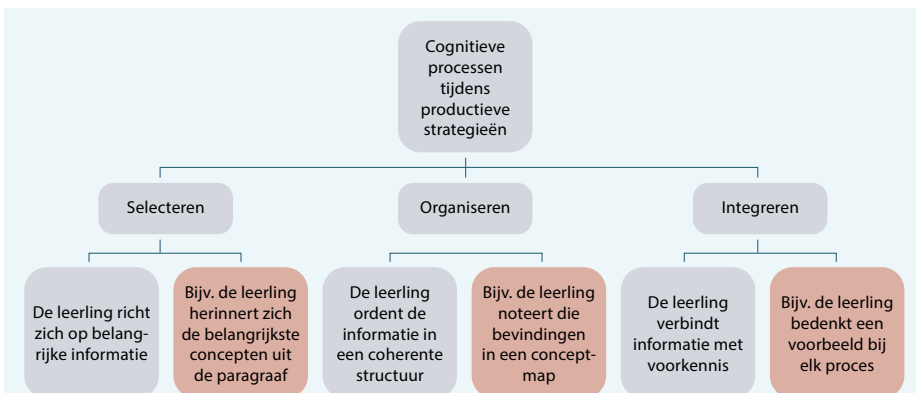 Cognitieve
processen
tijdens
productieve
strategieën
Selecteren
Organiseren
Integreren
De leerling richt
zich op belang-
rijke informatie
Bijv. de leerling
herinnert zich
de belangrijkste
concepten uit
de paragraaf
De leerling
ordent de
informatie in
een coherente
structuur
Bijv. de leerling
noteert die
bevindingen
in een concept-
map
De leerling
verbindt
informatie met
voorkennis
Bijv. de leerling
bedenkt een
voorbeeld bij
elk proces